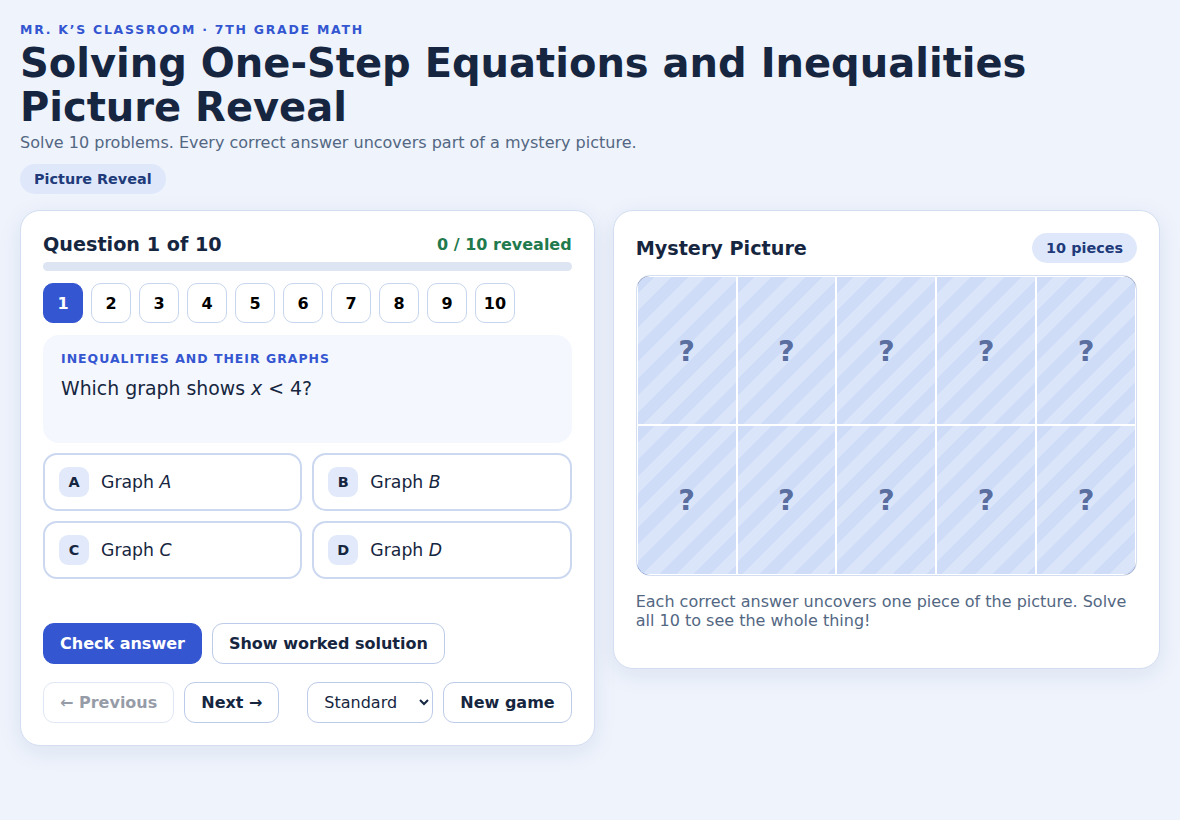 MR. K’S CLASSROOM · 7TH GRADE MATH
Solving One-Step Equations and Inequalities
Picture Reveal
Solve 10 problems. Every correct answer uncovers part of a mystery picture.
Picture Reveal
Question 1 of 10
0 / 10 revealed
1 2 3 4 5 6 7 8 9 10
INEQUALITIES AND THEIR GRAPHS
Which graph shows x < 4?
A Graph A
B Graph B
C Graph C
D Graph D
Check answer
Show worked solution
← Previous
Next →
Standard
New game
Mystery Picture
10 pieces
? ? ? ? ?
? ? ? ? ?
Each correct answer uncovers one piece of the picture. Solve
all 10 to see the whole thing!